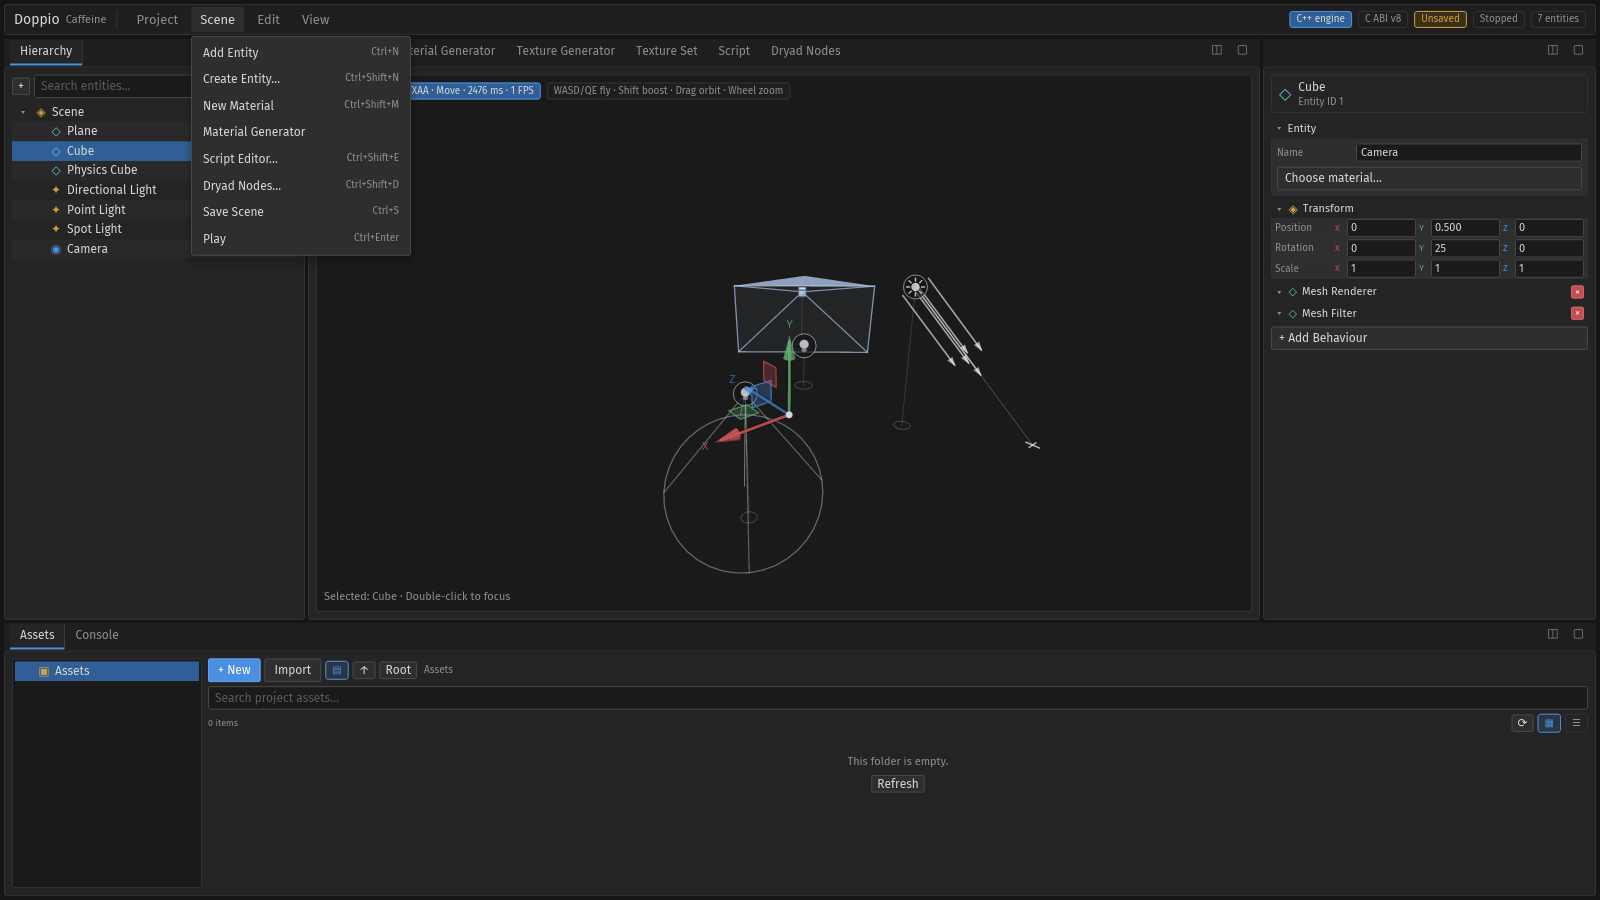 Doppio Caffeine Project Scene Edit View C++ engine C ABI v8 Unsaved Stopped 7 entities
Hierarchy
Add Entity Ctrl+N
Create Entity... Ctrl+Shift+N
New Material Ctrl+Shift+M
Material Generator
Script Editor... Ctrl+Shift+E
Dryad Nodes... Ctrl+Shift+D
Save Scene Ctrl+S
Play Ctrl+Enter
+ Search entities...
Scene
Plane
Cube
Physics Cube
Directional Light
Point Light
Spot Light
Camera
terial Generator Texture Generator Texture Set Script Dryad Nodes
XAA · Move · 2476 ms · 1 FPS WASD/QE fly · Shift boost · Drag orbit · Wheel zoom
Y
Z
X
Selected: Cube · Double-click to focus
Cube
Entity ID 1
Entity
Name Camera
Choose material...
Transform
Position X 0 Y 0.500 Z 0
Rotation X 0 Y 25 Z 0
Scale X 1 Y 1 Z 1
Mesh Renderer
Mesh Filter
+ Add Behaviour
Assets Console
Assets
+ New Import ↑ Root Assets
Search project assets...
0 items
This folder is empty.
Refresh